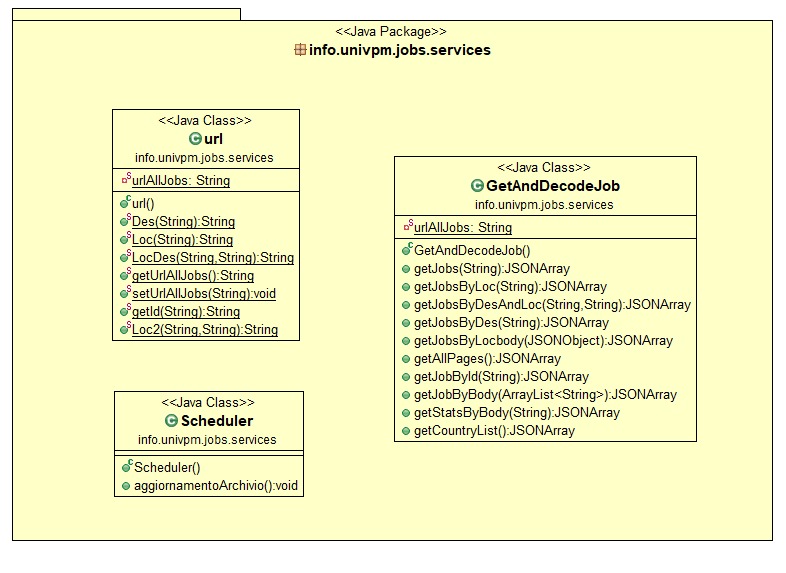 <<Java Package>>
info.univpm.jobs.services
<<Java Class>>
url
info.univpm.jobs.services
urlAllJobs: String
url()
Des(String):String
Loc(String):String
LocDes(String,String):String
getUrlAllJobs():String
setUrlAllJobs(String):void
getId(String):String
Loc2(String,String):String
<<Java Class>>
GetAndDecodeJob
info.univpm.jobs.services
urlAllJobs: String
GetAndDecodeJob()
getJobs(String):JSONArray
getJobsByLoc(String):JSONArray
getJobsByDesAndLoc(String,String):JSONArray
getJobsByDes(String):JSONArray
getJobsByLocbody(JSONObject):JSONArray
getAllPages():JSONArray
getJobById(String):JSONArray
getJobByBody(ArrayList<String>):JSONArray
getStatsByBody(String):JSONArray
getCountryList():JSONArray
<<Java Class>>
Scheduler
info.univpm.jobs.services
Scheduler()
aggiornamentoArchivio():void